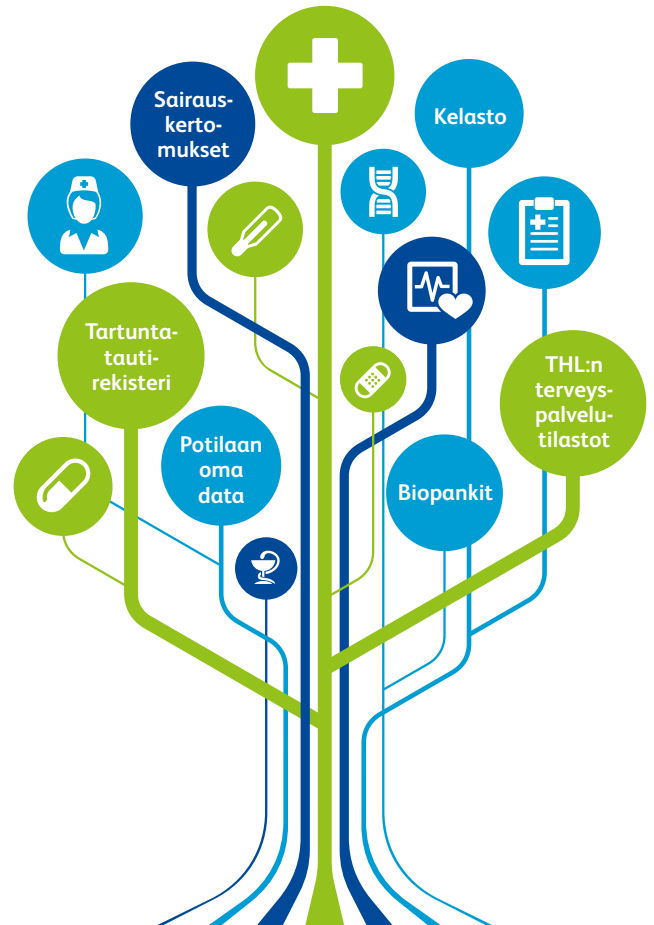 Sairaus-
kerto-
mukset
Kelasto
Tartunta-
tauti-
rekisteri
THL:n
terveys-
palvelu-
tilastot
Potilaan
oma
data
Biopankit